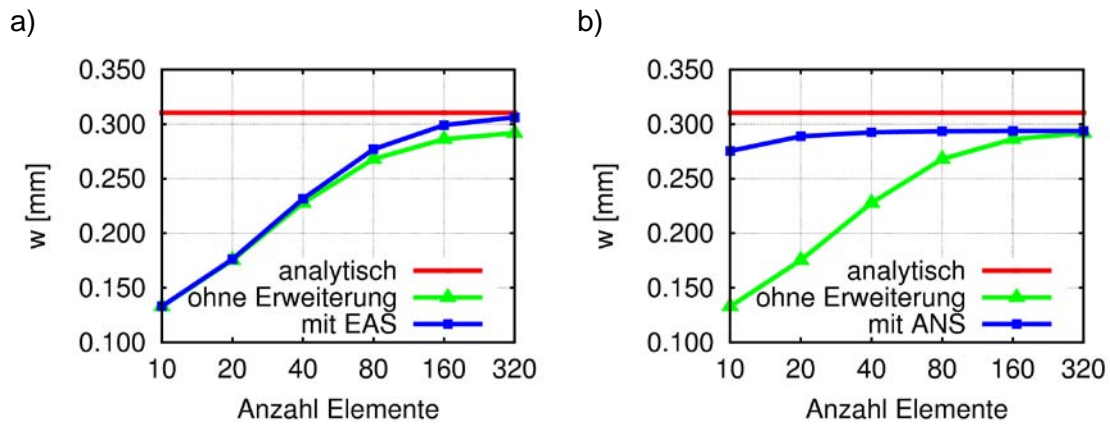 a)
0.350
0.300
0.250
0.200
0.150
0.100
w [mm]
analytisch
ohne Erweiterung
mit EAS
10 20 40 80 160 320
Anzahl Elemente
b)
0.350
0.300
0.250
0.200
0.150
0.100
w [mm]
analytisch
ohne Erweiterung
mit ANS
10 20 40 80 160 320
Anzahl Elemente